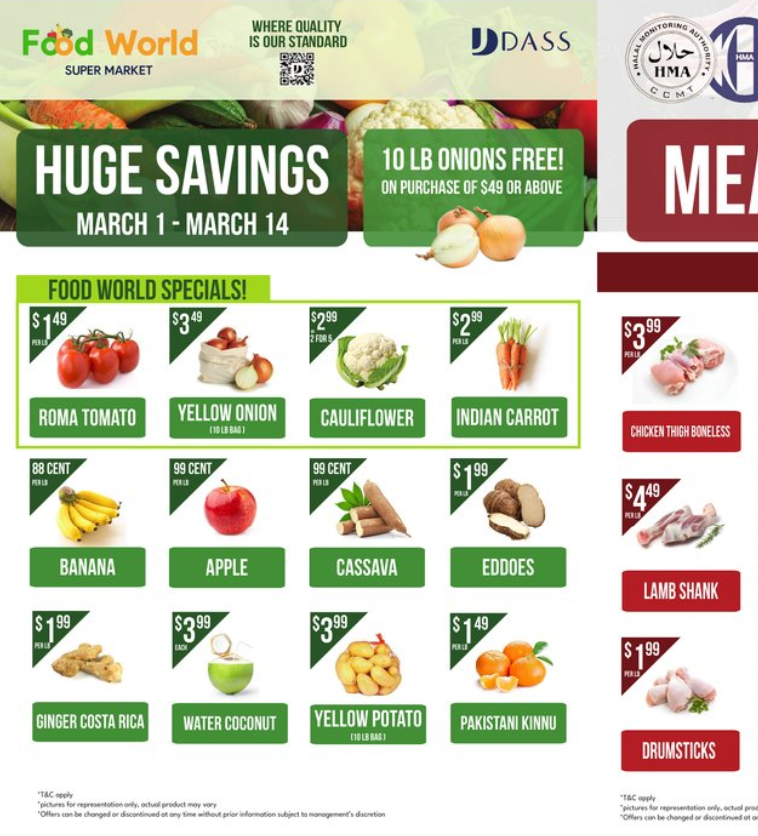 Food World
SUPER MARKET
WHERE QUALITY
IS OUR STANDARD
DDASS
HUGE SAVINGS
MARCH 1 - MARCH 14
10 LB ONIONS FREE!
ON PURCHASE OF $49 OR ABOVE
FOOD WORLD SPECIALS!
$1.49
PER LB
ROMA TOMATO
$3.49
YELLOW ONION
(10 LB BAG)
$2.99
2 FOR 5
CAULIFLOWER
$2.99
PER LB
INDIAN CARROT
88 CENT
PER LB
BANANA
99 CENT
PER LB
APPLE
99 CENT
PER LB
CASSAVA
$1.99
PER LB
EDDOES
$1.99
PER LB
GINGER COSTA RICA
$3.99
EACH
WATER COCONUT
$3.99
YELLOW POTATO
(10 LB BAG)
$1.49
PER LB
PAKISTANI KINNU
*T&C apply
*pictures for representation only, actual product may vary
*Offers can be changed or discontinued at any time without prior information subject to management's discretion
HALAL MONITORING AUTHORITY
حلال
HMA
CCMT
HMA
MEA
$3.99
PER LB
CHICKEN THIGH BONELESS
$4.49
PER LB
LAMB SHANK
$1.99
PER LB
DRUMSTICKS
*T&C apply
*pictures for representation only, actual prod
*Offers can be changed or discontinued at a